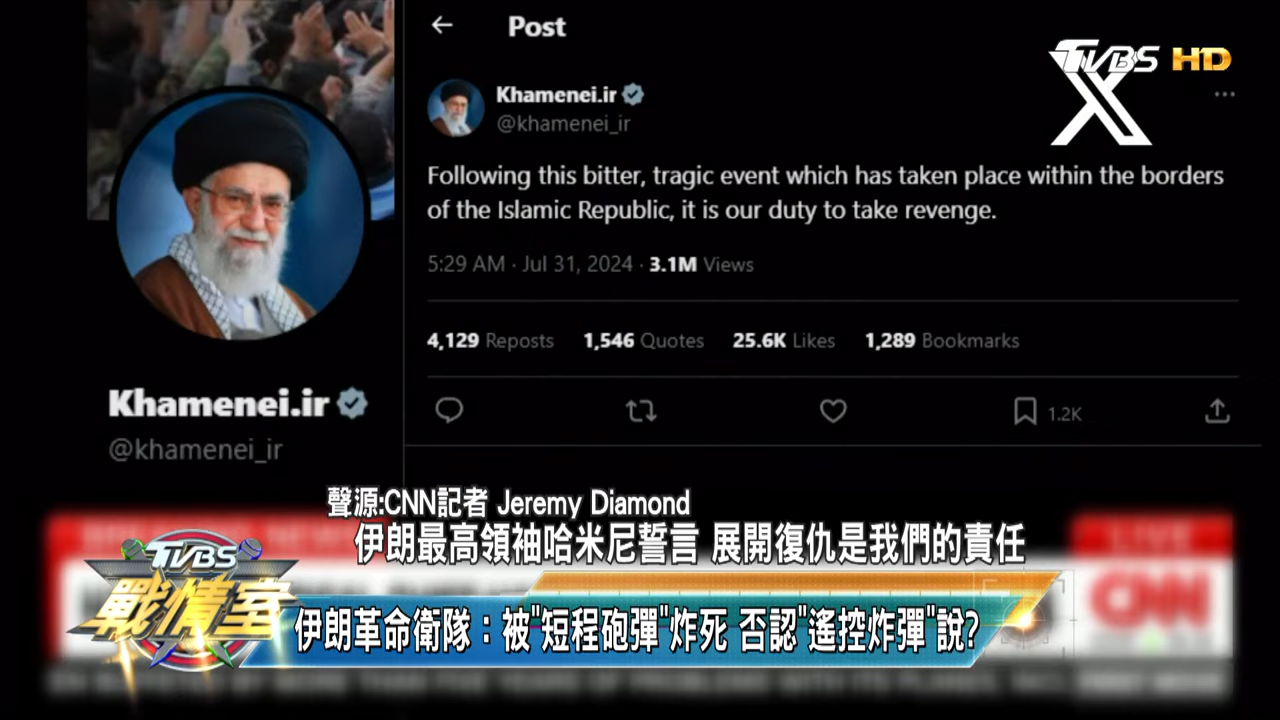 Post
TVBS HD
X
Khamenei.ir
@khamenei_ir
Following this bitter, tragic event which has taken place within the borders
of the Islamic Republic, it is our duty to take revenge.
5:29 AM · Jul 31, 2024 · 3.1M Views
4,129 Reposts 1,546 Quotes 25.6K Likes 1,289 Bookmarks
1.2K
Khamenei.ir
@khamenei_ir
聲源:CNN記者 Jeremy Diamond
伊朗最高領袖哈米尼誓言 展開復仇是我們的責任
LIVE
CNN
TVBS
戰情室
伊朗革命衛隊：被"短程砲彈"炸死 否認"遙控炸彈"說?